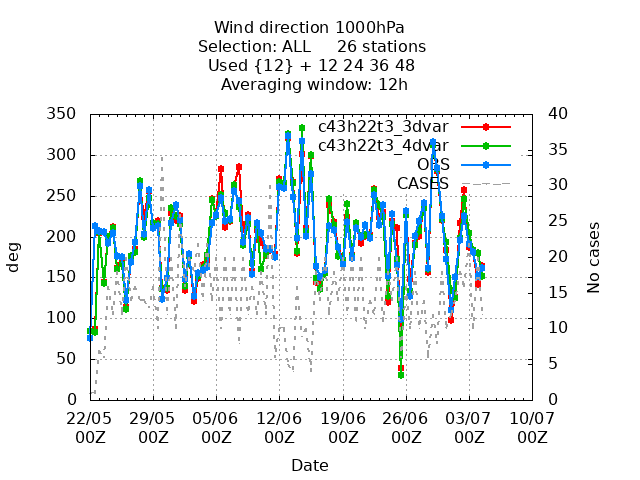 Wind direction 1000hPa
Selection: ALL 26 stations
Used {12} + 12 24 36 48
Averaging window: 12h
350
300
250
200
150
100
50
0
deg
40
35
30
25
20
15
10
5
0
No cases
c43h22t3_3dvar
c43h22t3_4dvar
OBS
CASES
22/05 29/05 05/06 12/06 19/06 26/06 03/07 10/07
00Z 00Z 00Z 00Z 00Z 00Z 00Z 00Z
Date